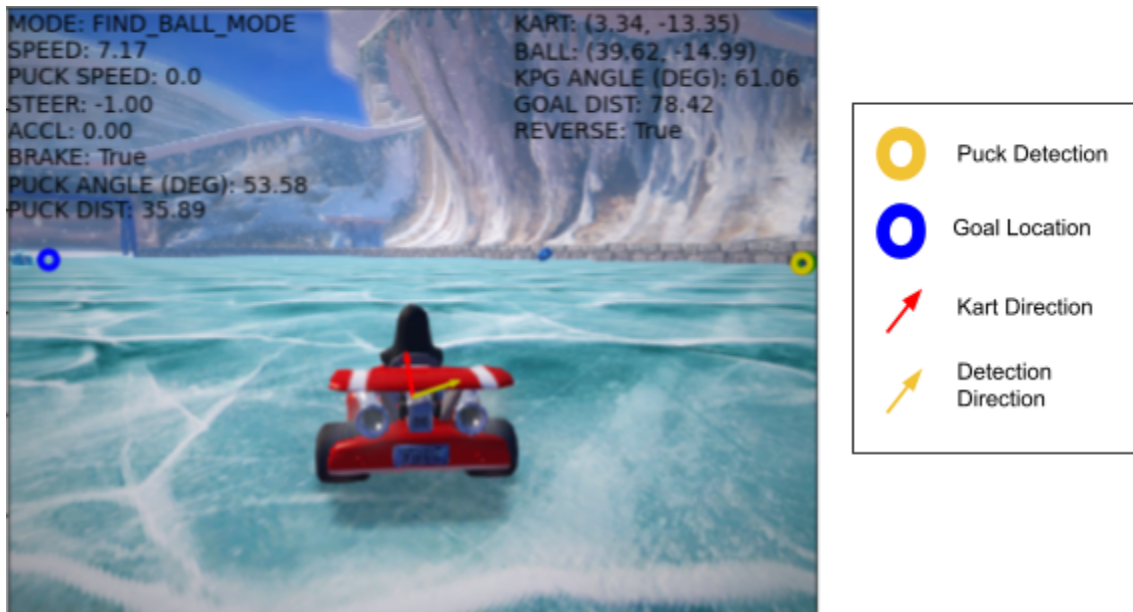 MODE: FIND_BALL_MODE
SPEED: 7.17
PUCK SPEED: 0.0
STEER: -1.00
ACCL: 0.00
BRAKE: True
PUCK ANGLE (DEG): 53.58
PUCK DIST: 35.89
KART: (3.34, -13.35)
BALL: (39.62, -14.99)
KPG ANGLE (DEG): 61.06
GOAL DIST: 78.42
REVERSE: True
Puck Detection
Goal Location
Kart Direction
Detection
Direction